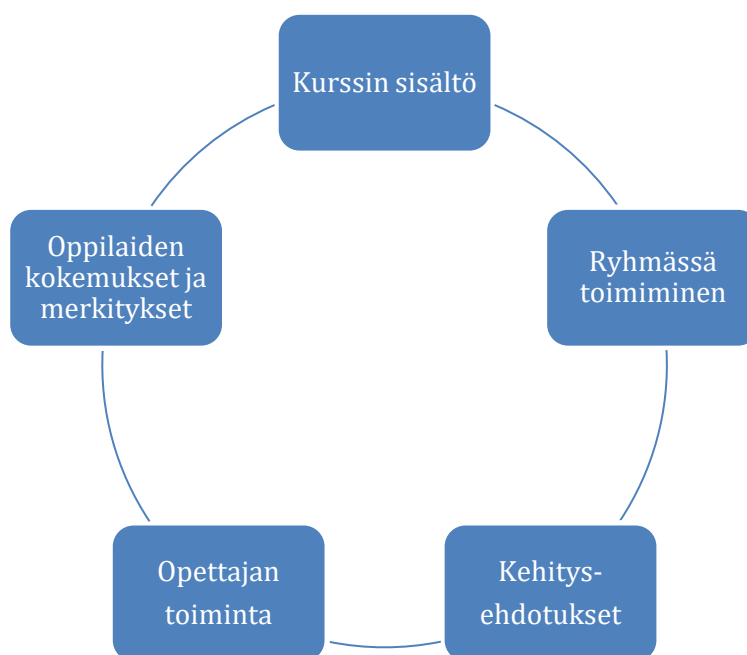 Kurssin sisältö
Ryhmässä
toimiminen
Kehitys-
ehdotukset
Opettajan
toiminta
Oppilaiden
kokemukset ja
merkitykset